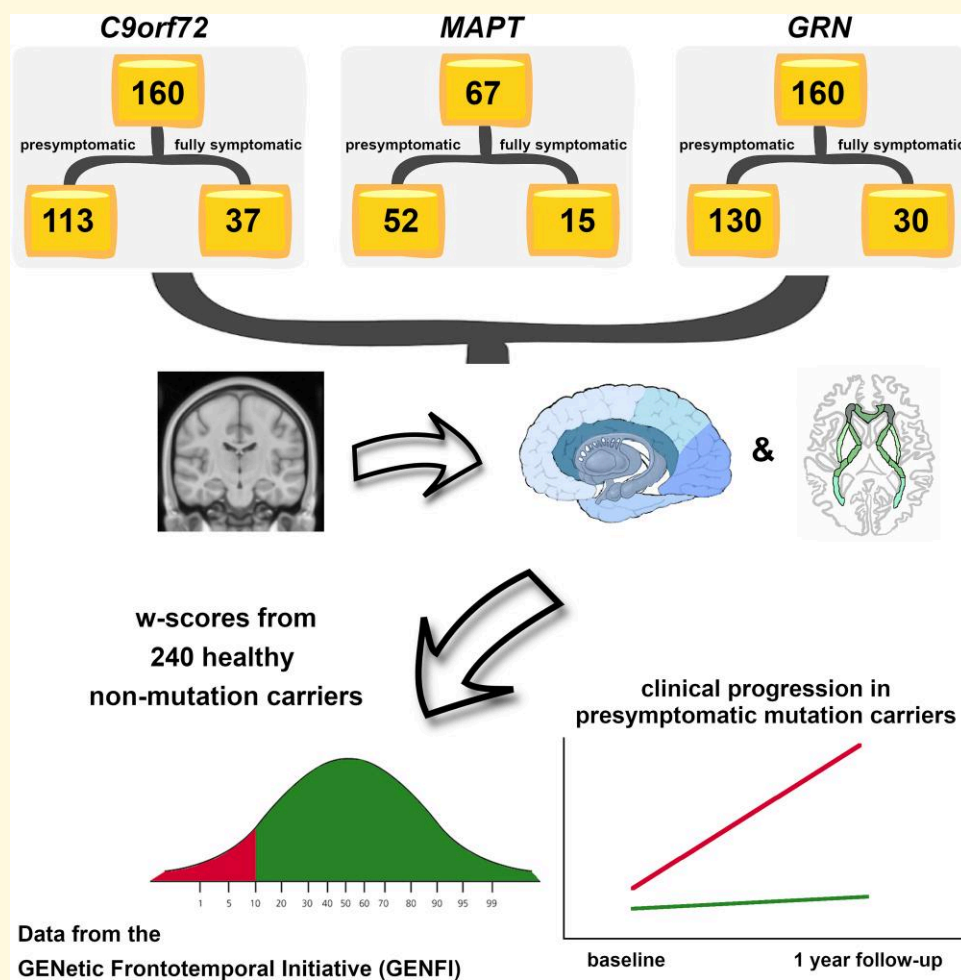 C9orf72 MAPT GRN
160 67 160
presymptomatic fully symptomatic presymptomatic fully symptomatic presymptomatic fully symptomatic
113 37 52 15 130 30
&
w-scores from
240 healthy
non-mutation carriers
clinical progression in
presymptomatic mutation carriers
1 5 10 20 30 40 50 60 70 80 90 95 99
baseline 1 year follow-up
Data from the
GENetic Frontotemporal Initiative (GENFI)